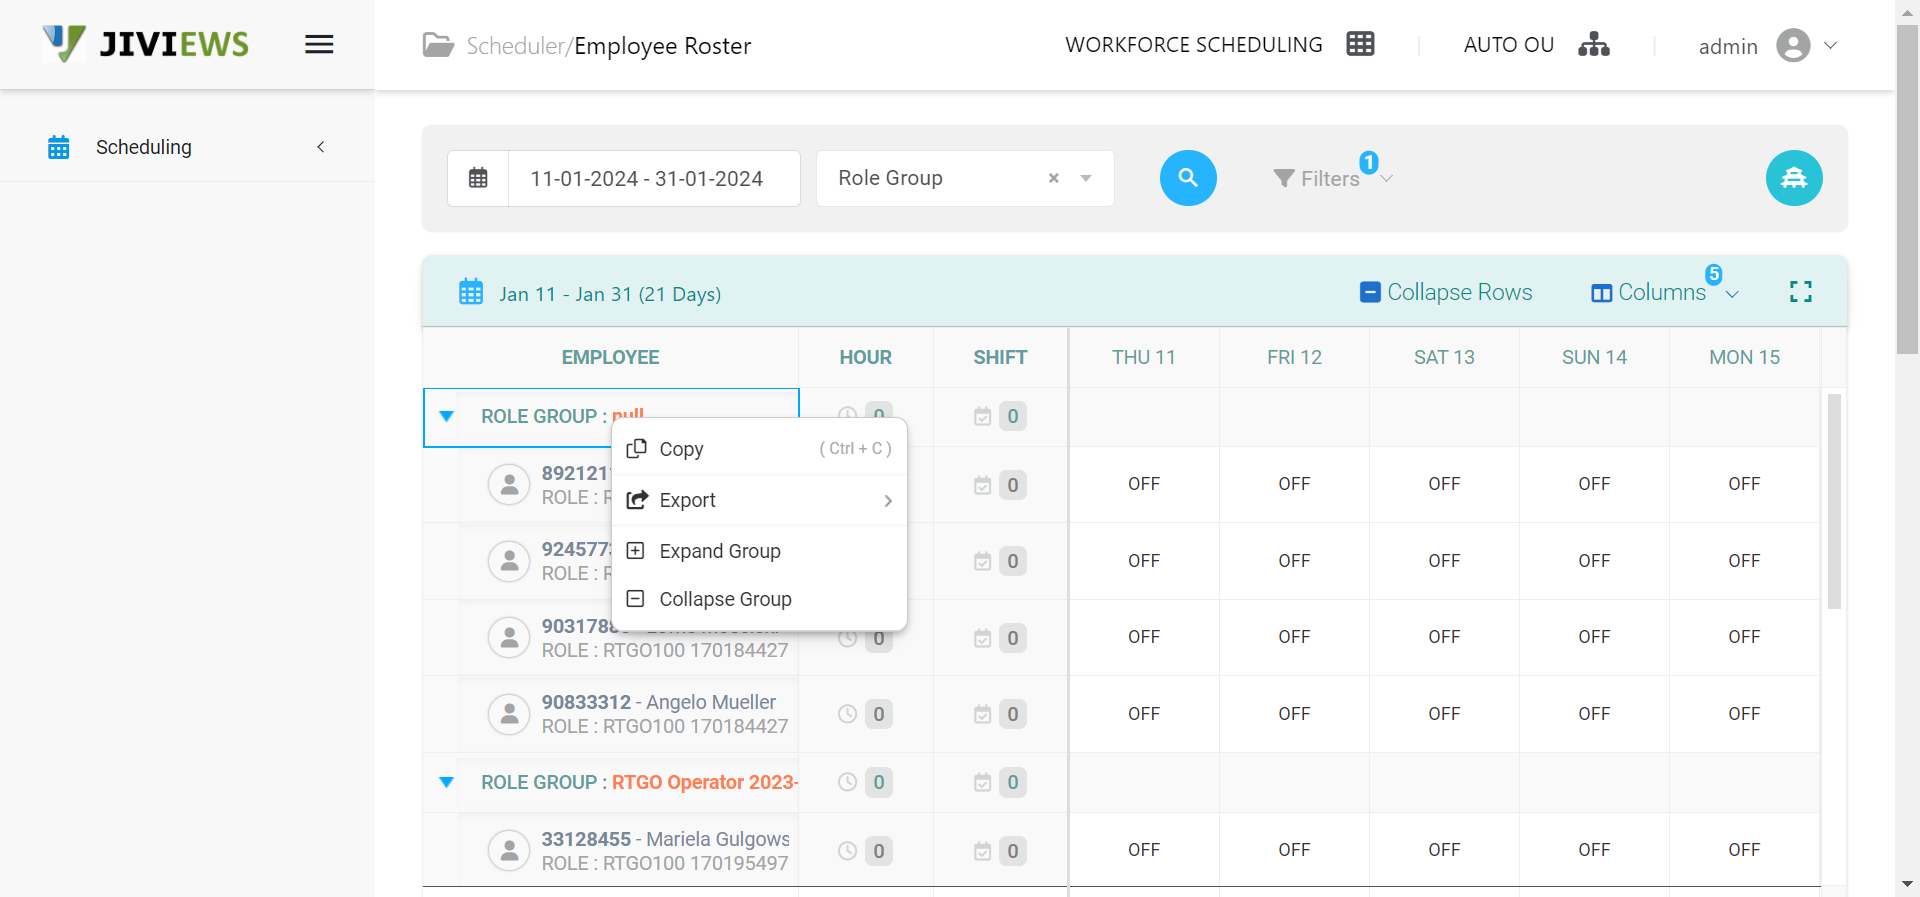 JIVIEWS
Scheduler/Employee Roster
WORKFORCE SCHEDULING
AUTO OU
admin
Scheduling
11-01-2024 - 31-01-2024
Role Group
Filters
1
Jan 11 - Jan 31 (21 Days)
Collapse Rows
Columns
5
EMPLOYEE HOUR SHIFT THU 11 FRI 12 SAT 13 SUN 14 MON 15
ROLE GROUP : null 0 0
Copy ( Ctrl + C )
Export
Expand Group
Collapse Group
892121
ROLE :
0 OFF OFF OFF OFF OFF
924577
ROLE :
0 OFF OFF OFF OFF OFF
903178
ROLE : RTGO100 170184427
0 0 OFF OFF OFF OFF OFF
90833312 - Angelo Mueller
ROLE : RTGO100 170184427
0 0 OFF OFF OFF OFF OFF
ROLE GROUP : RTGO Operator 2023-
0 0
33128455 - Mariela Gulgows
ROLE : RTGO100 170195497
0 0 OFF OFF OFF OFF OFF